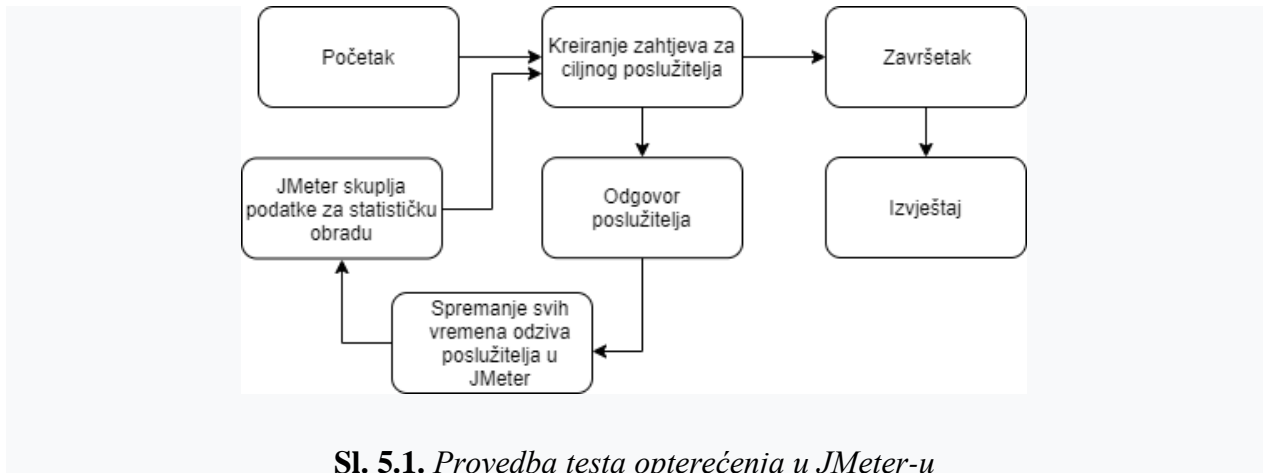 Početak
Kreiranje zahtjeva za
ciljnog poslužitelja
Završetak
JMeter skuplja
podatke za statističku
obradu
Odgovor
poslužitelja
Izvještaj
Spremanje svih
vremena odziva
poslužitelja u
JMeter
Sl. 5.1. Provedba testa opterećenja u JMeter-u